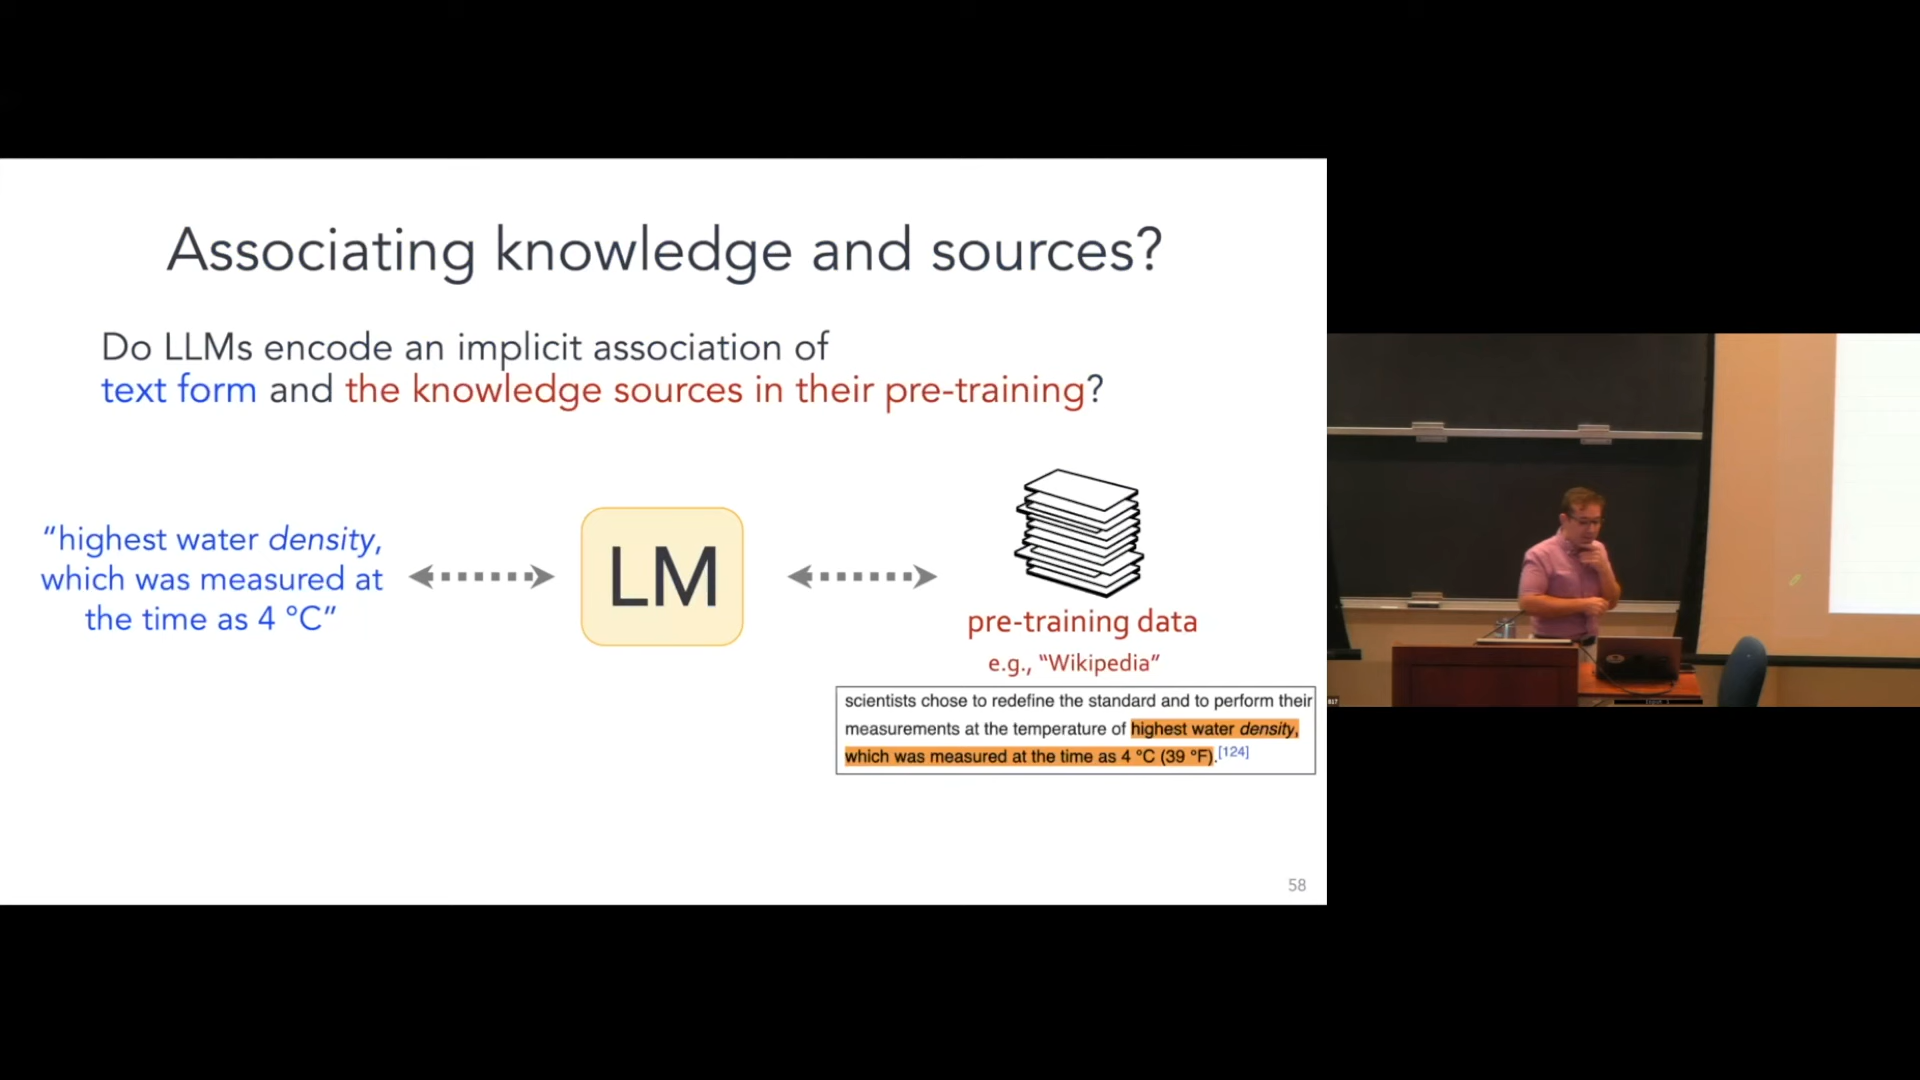 Associating knowledge and sources?
Do LLMs encode an implicit association of
text form and the knowledge sources in their pre-training?
“highest water density,
which was measured at
the time as 4 °C”
LM
pre-training data
e.g., “Wikipedia”
scientists chose to redefine the standard and to perform their
measurements at the temperature of highest water density,
which was measured at the time as 4 °C (39 °F).[124]
58